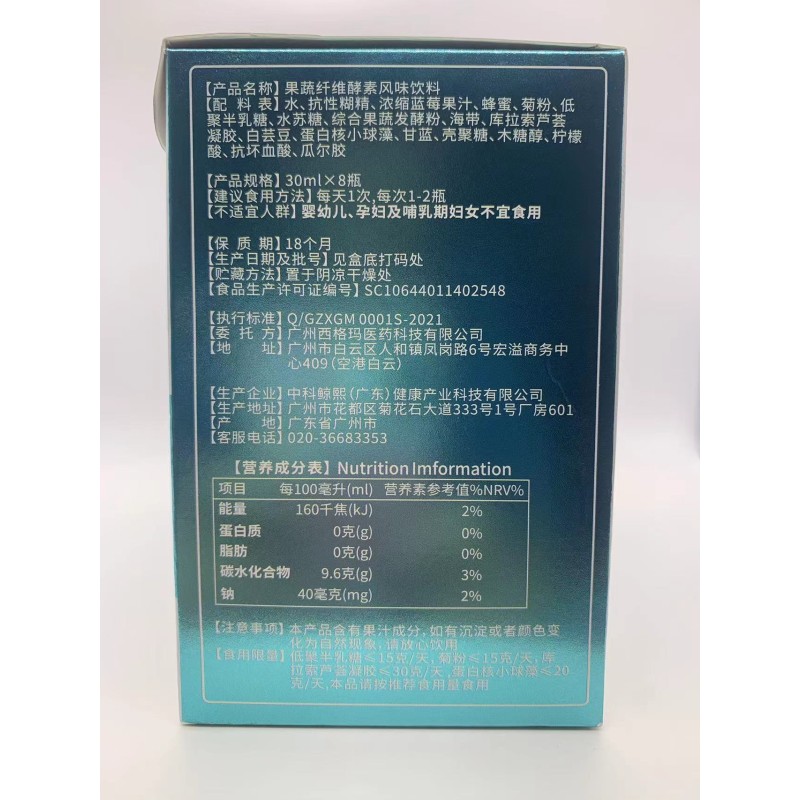 【产品名称】果蔬纤维酵素风味饮料
【配 料 表】水、抗性糊精、浓缩蓝莓果汁、蜂蜜、菊粉、低
聚半乳糖、水苏糖、综合果蔬发酵粉、海带、库拉索芦荟
凝胶、白芸豆、蛋白核小球藻、甘蓝、壳聚糖、木糖醇、柠檬
酸、抗坏血酸、瓜尔胶
【产品规格】30ml×8瓶
【建议食用方法】每天1次,每次1-2瓶
【不适宜人群】婴幼儿、孕妇及哺乳期妇女不宜食用
【保 质 期】18个月
【生产日期及批号】见盒底打码处
【贮藏方法】置于阴凉干燥处
【食品生产许可证编号】SC10644011402548
【执行标准】Q/GZXGM 0001S-2021
【委 托 方】广州西格玛医药科技有限公司
【地 址】广州市白云区人和镇凤岗路6号宏溢商务中
心409（空港白云）
【生产企业】中科鲸熙（广东）健康产业科技有限公司
【生产地址】广州市花都区菊花石大道333号1号厂房601
【产 地】广东省广州市
【客服电话】020-36683353
【营养成分表】Nutrition Imformation
项目 每100毫升(ml) 营养素参考值%NRV%
能量 160千焦(kJ) 2%
蛋白质 0克(g) 0%
脂肪 0克(g) 0%
碳水化合物 9.6克(g) 3%
钠 40毫克(mg) 2%
【注意事项】本产品含有果汁成分,如有沉淀或者颜色变
化为自然现象,请放心饮用
【食用限量】低聚半乳糖≤15克/天;菊粉≤15克/天;库
拉索芦荟凝胶≤30克/天,蛋白核小球藻≤20
克/天,本品请按推荐食用量食用